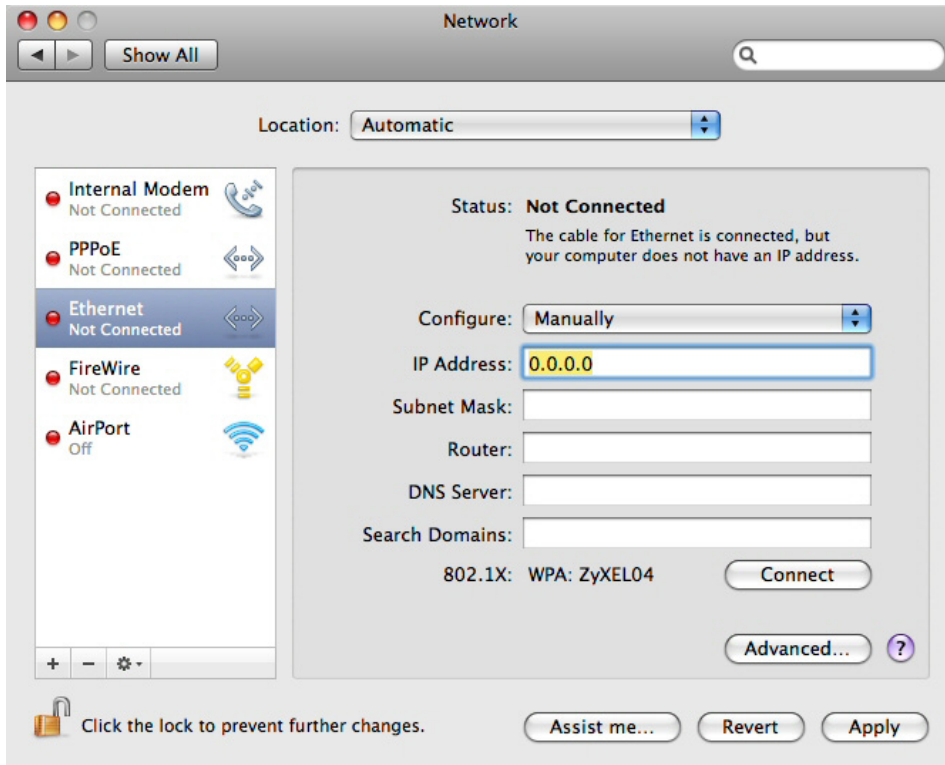 Network
Show All
Location: Automatic
Internal Modem
Not Connected
PPPoE
Not Connected
Ethernet
Not Connected
FireWire
Not Connected
AirPort
Off
Status: Not Connected
The cable for Ethernet is connected, but
your computer does not have an IP address.
Configure: Manually
IP Address: 0.0.0.0
Subnet Mask:
Router:
DNS Server:
Search Domains:
802.1X: WPA: ZyXEL04 Connect
Advanced... ?
Click the lock to prevent further changes.
Assist me... Revert Apply